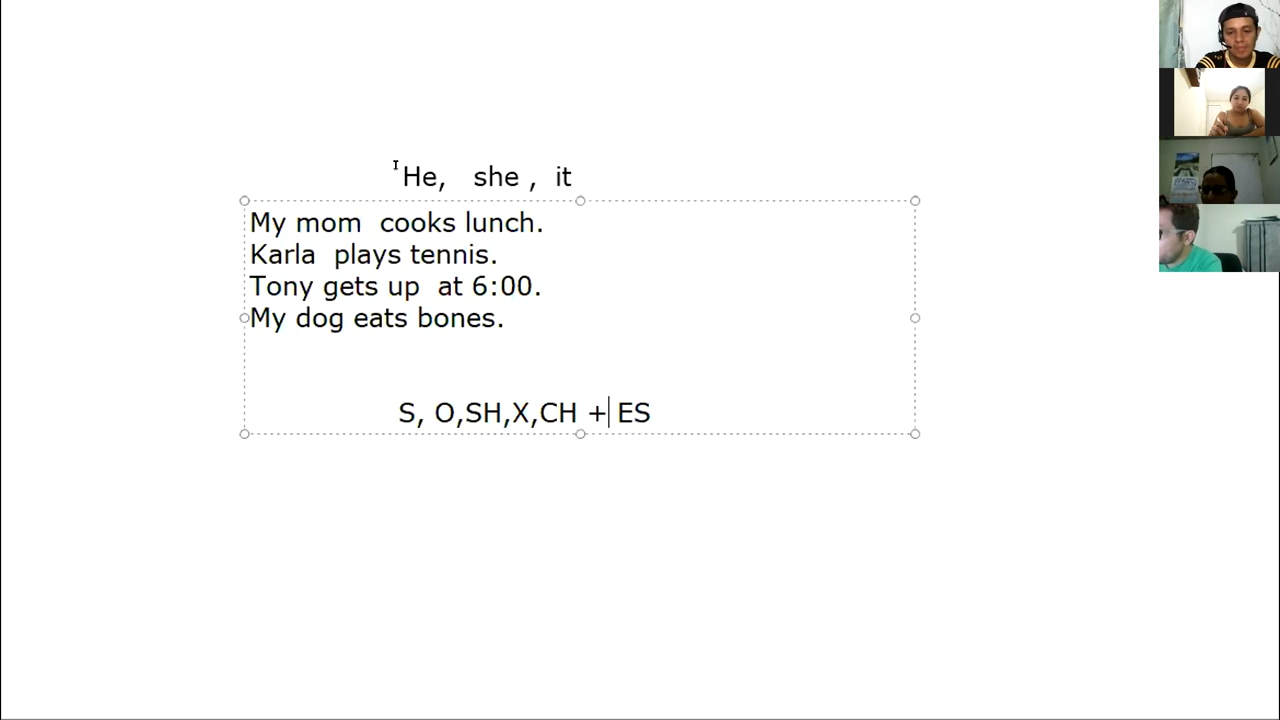 He, she , it
My mom cooks lunch.
Karla plays tennis.
Tony gets up at 6:00.
My dog eats bones.
S, O,SH,X,CH + ES